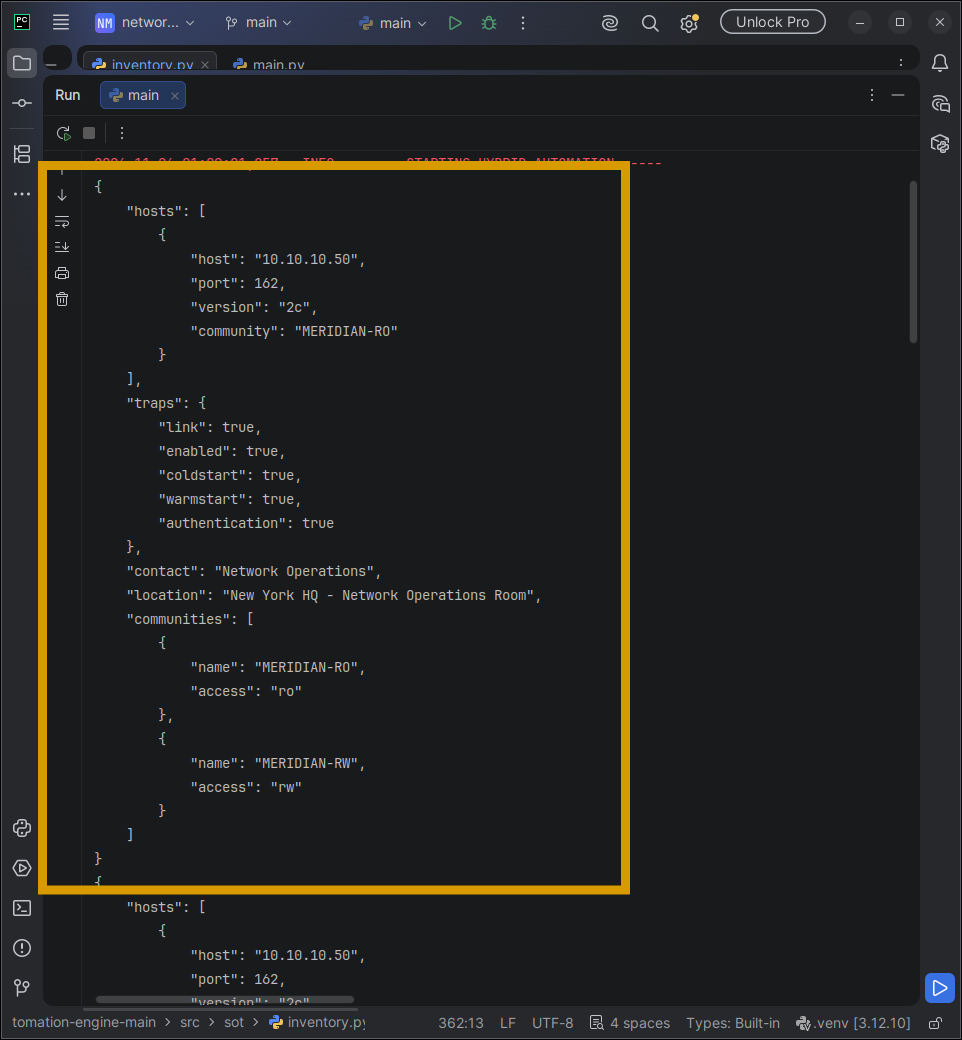 PC
NM networ... main main Unlock Pro
inventory.py main.py
Run main
{
"hosts": [
{
"host": "10.10.10.50",
"port": 162,
"version": "2c",
"community": "MERIDIAN-RO"
}
],
"traps": {
"link": true,
"enabled": true,
"coldstart": true,
"warmstart": true,
"authentication": true
},
"contact": "Network Operations",
"location": "New York HQ - Network Operations Room",
"communities": [
{
"name": "MERIDIAN-RO",
"access": "ro"
},
{
"name": "MERIDIAN-RW",
"access": "rw"
}
]
}
{
"hosts": [
{
"host": "10.10.10.50",
"port": 162,
"version": "2c"
tomation-engine-main > src > sot > inventory.py 362:13 LF UTF-8 4 spaces Types: Built-in .venv [3.12.10]